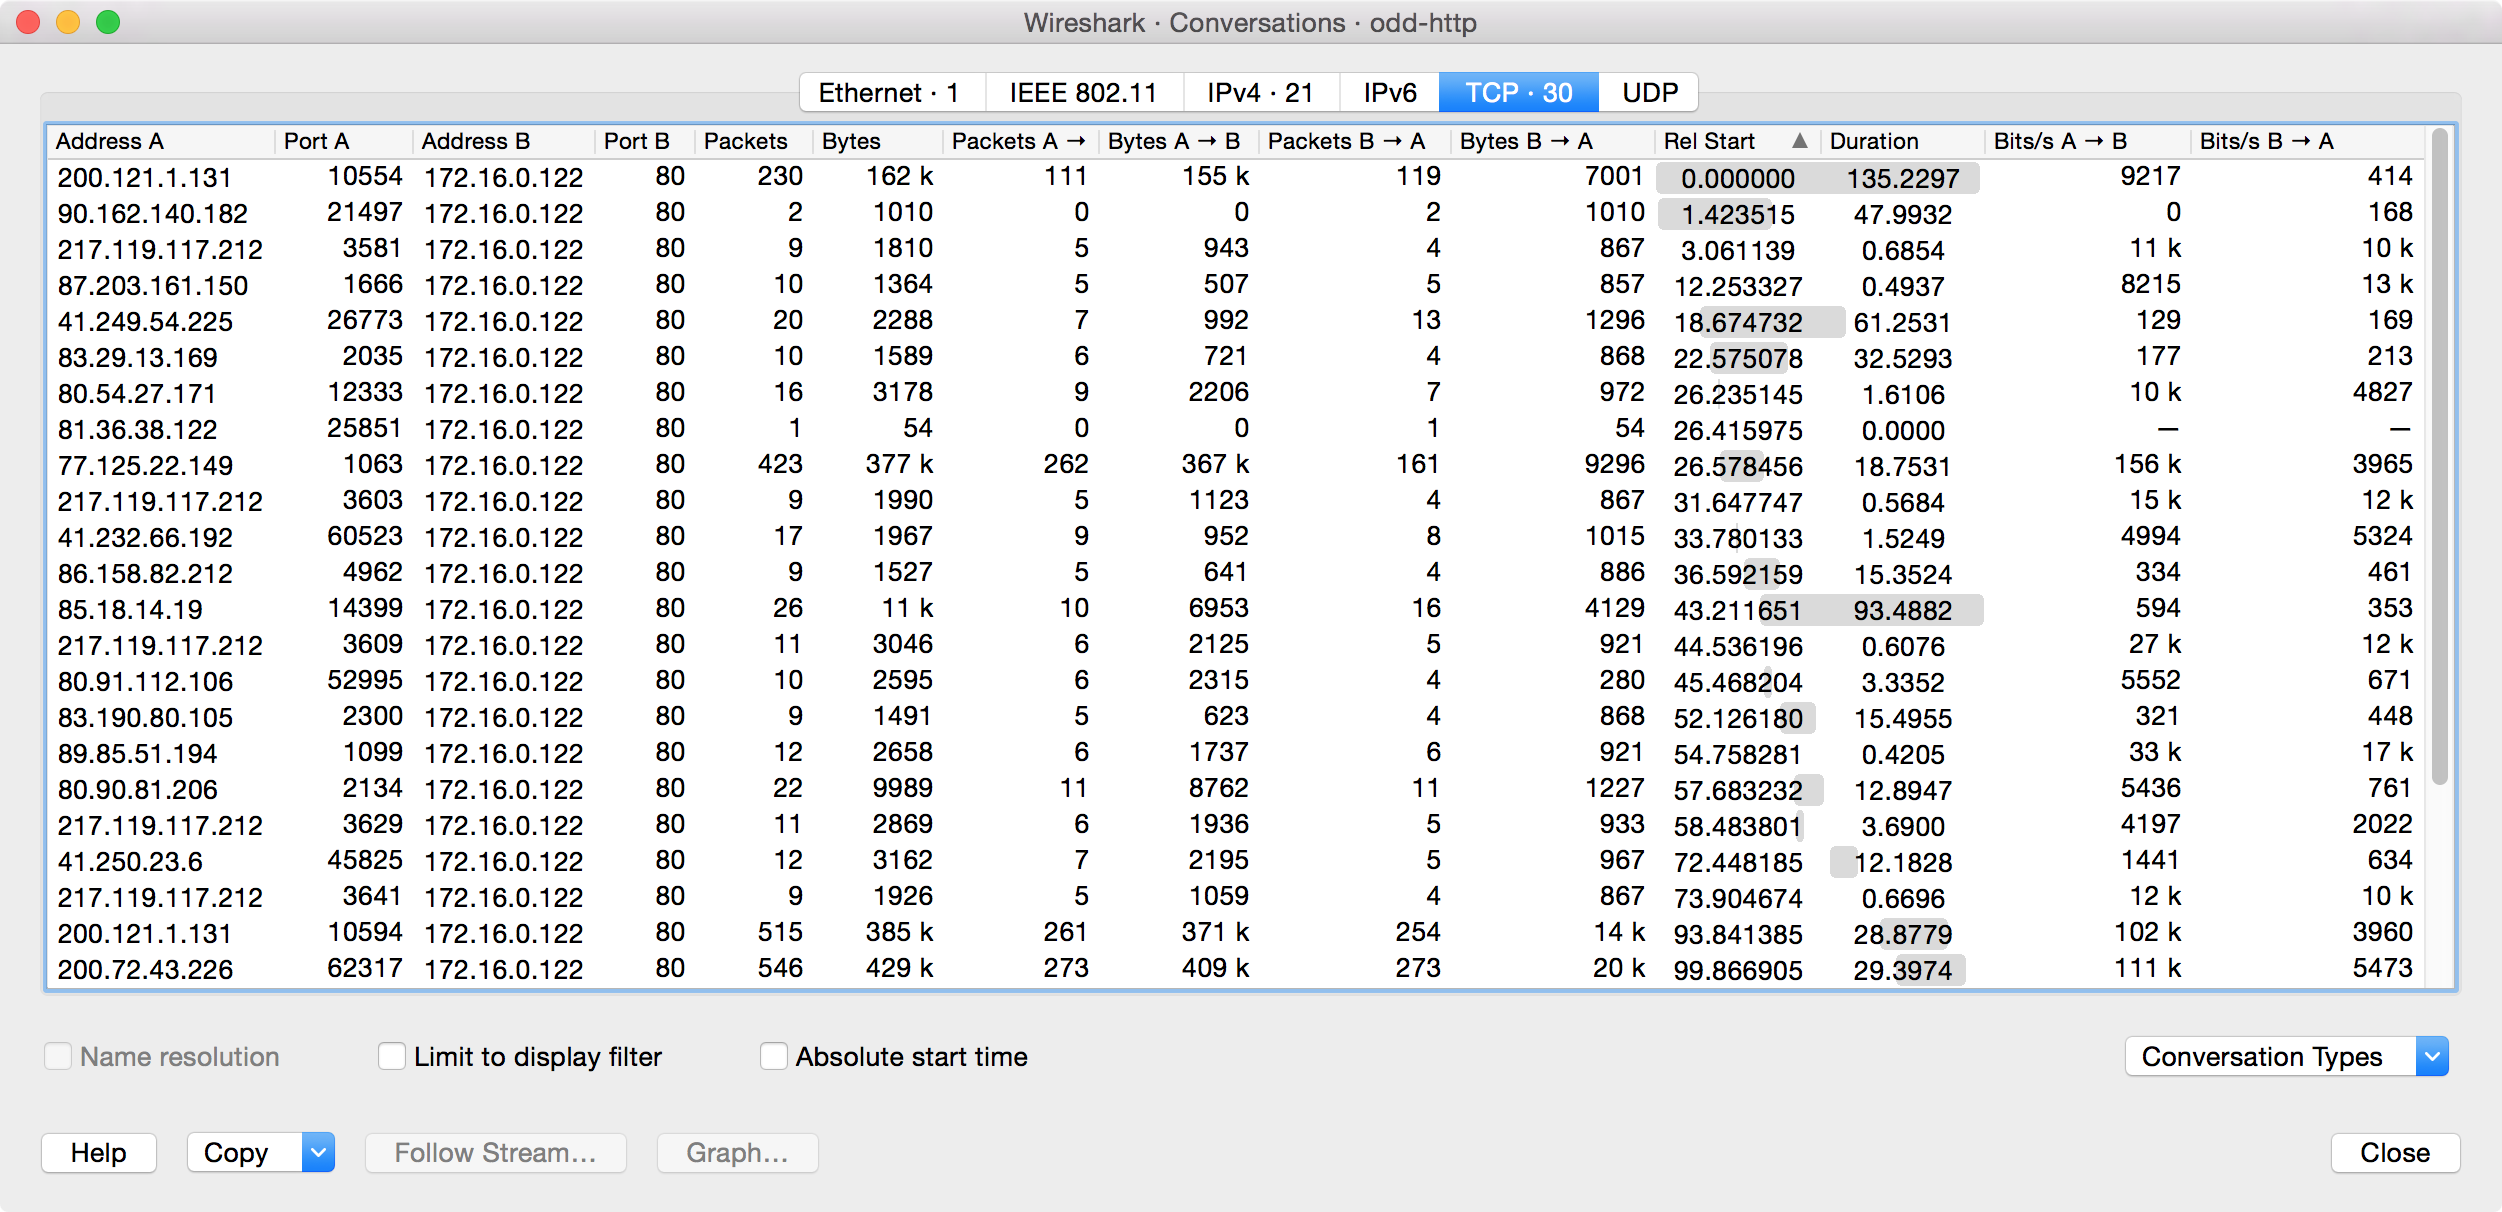 Wireshark · Conversations · odd-http
Ethernet · 1 IEEE 802.11 IPv4 · 21 IPv6 TCP · 30 UDP
Address A Port A Address B Port B Packets Bytes Packets A → Bytes A → B Packets B → A Bytes B → A Rel Start ▲ Duration Bits/s A → B Bits/s B → A
200.121.1.131 10554 172.16.0.122 80 230 162 k 111 155 k 119 7001 0.000000 135.2297 9217 414
90.162.140.182 21497 172.16.0.122 80 2 1010 0 0 2 1010 1.423515 47.9932 0 168
217.119.117.212 3581 172.16.0.122 80 9 1810 5 943 4 867 3.061139 0.6854 11 k 10 k
87.203.161.150 1666 172.16.0.122 80 10 1364 5 507 5 857 12.253327 0.4937 8215 13 k
41.249.54.225 26773 172.16.0.122 80 20 2288 7 992 13 1296 18.674732 61.2531 129 169
83.29.13.169 2035 172.16.0.122 80 10 1589 6 721 4 868 22.575078 32.5293 177 213
80.54.27.171 12333 172.16.0.122 80 16 3178 9 2206 7 972 26.235145 1.6106 10 k 4827
81.36.38.122 25851 172.16.0.122 80 1 54 0 0 1 54 26.415975 0.0000 — —
77.125.22.149 1063 172.16.0.122 80 423 377 k 262 367 k 161 9296 26.578456 18.7531 156 k 3965
217.119.117.212 3603 172.16.0.122 80 9 1990 5 1123 4 867 31.647747 0.5684 15 k 12 k
41.232.66.192 60523 172.16.0.122 80 17 1967 9 952 8 1015 33.780133 1.5249 4994 5324
86.158.82.212 4962 172.16.0.122 80 9 1527 5 641 4 886 36.592159 15.3524 334 461
85.18.14.19 14399 172.16.0.122 80 26 11 k 10 6953 16 4129 43.211651 93.4882 594 353
217.119.117.212 3609 172.16.0.122 80 11 3046 6 2125 5 921 44.536196 0.6076 27 k 12 k
80.91.112.106 52995 172.16.0.122 80 10 2595 6 2315 4 280 45.468204 3.3352 5552 671
83.190.80.105 2300 172.16.0.122 80 9 1491 5 623 4 868 52.126180 15.4955 321 448
89.85.51.194 1099 172.16.0.122 80 12 2658 6 1737 6 921 54.758281 0.4205 33 k 17 k
80.90.81.206 2134 172.16.0.122 80 22 9989 11 8762 11 1227 57.683232 12.8947 5436 761
217.119.117.212 3629 172.16.0.122 80 11 2869 6 1936 5 933 58.483801 3.6900 4197 2022
41.250.23.6 45825 172.16.0.122 80 12 3162 7 2195 5 967 72.448185 12.1828 1441 634
217.119.117.212 3641 172.16.0.122 80 9 1926 5 1059 4 867 73.904674 0.6696 12 k 10 k
200.121.1.131 10594 172.16.0.122 80 515 385 k 261 371 k 254 14 k 93.841385 28.8779 102 k 3960
200.72.43.226 62317 172.16.0.122 80 546 429 k 273 409 k 273 20 k 99.866905 29.3974 111 k 5473
Name resolution Limit to display filter Absolute start time Conversation Types
Help Copy Follow Stream… Graph… Close